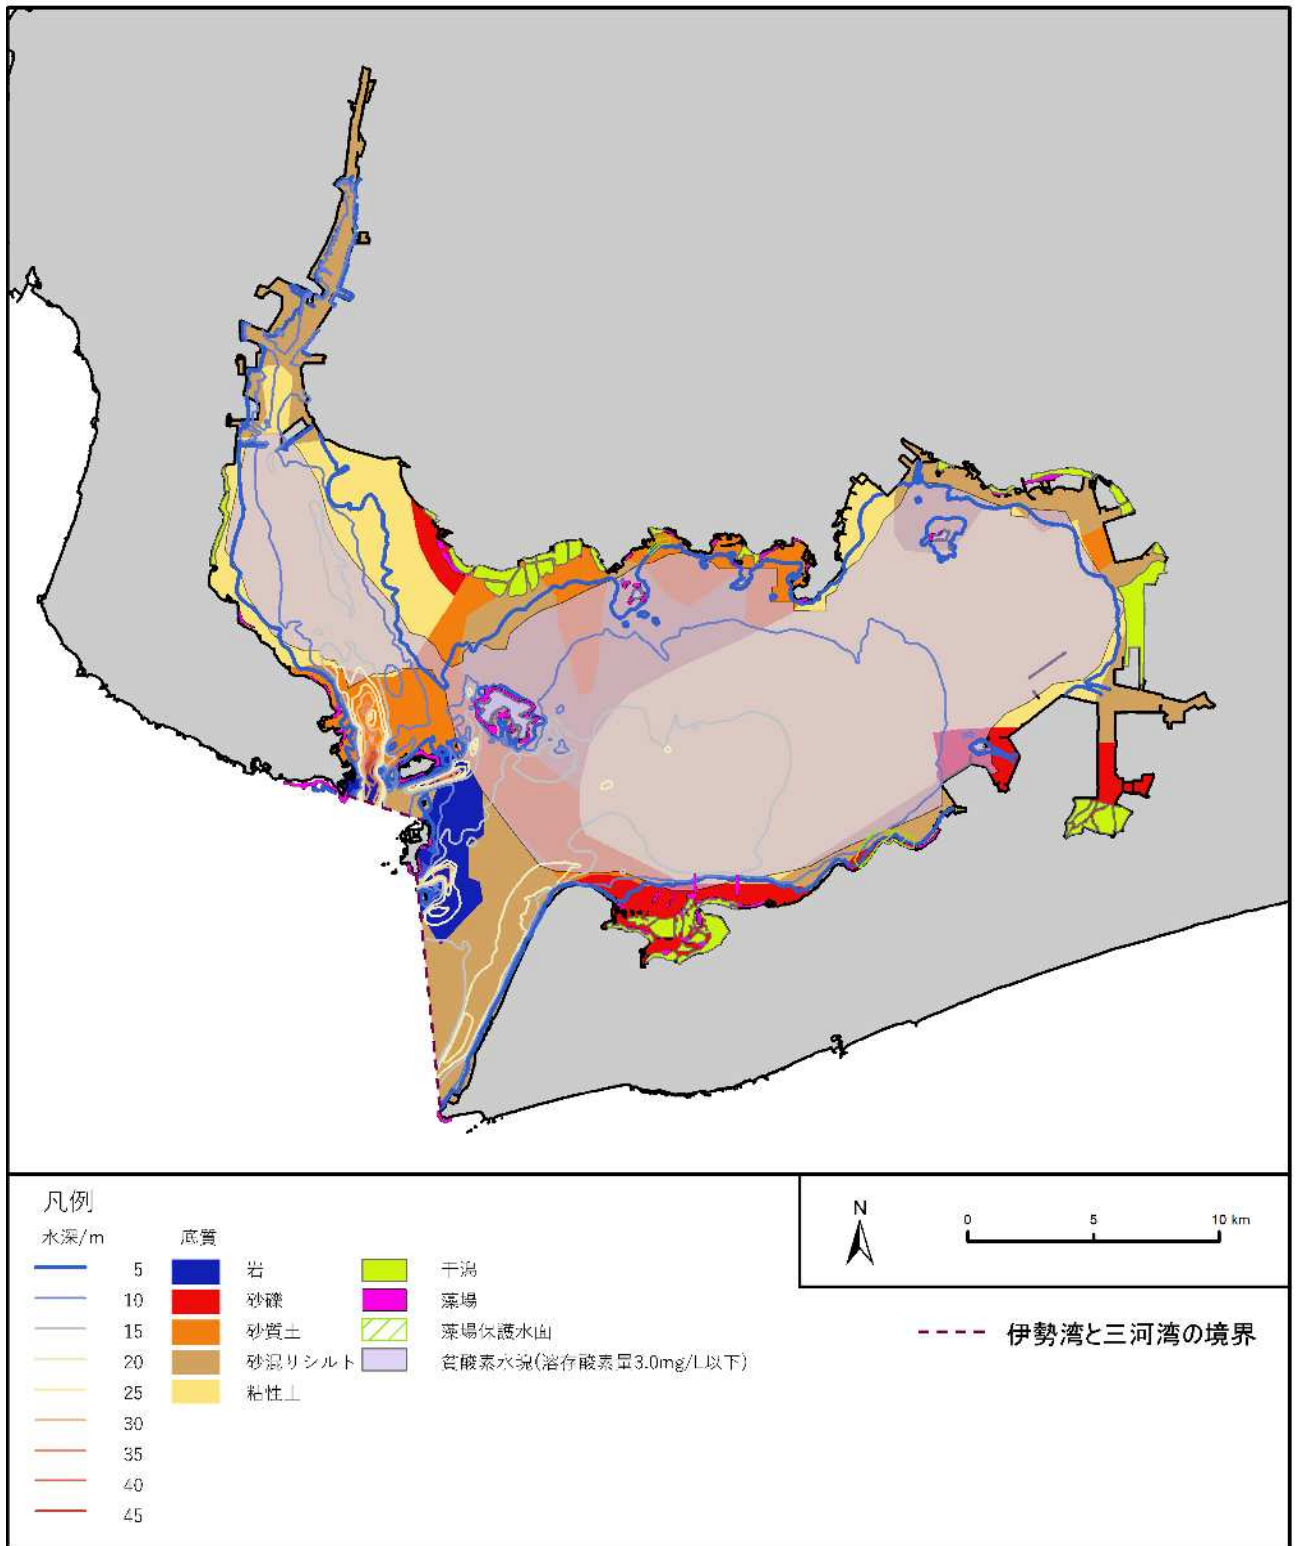 凡例
水深/m 底質
5 岩 干潟
10 砂礫 藻場
15 砂質土 藻場保護水面
20 砂混りシルト 貧酸素水塊(溶存酸素量3.0mg/L以下)
25 粘性土
30
35
40
45
N
0 5 10 km
伊勢湾と三河湾の境界